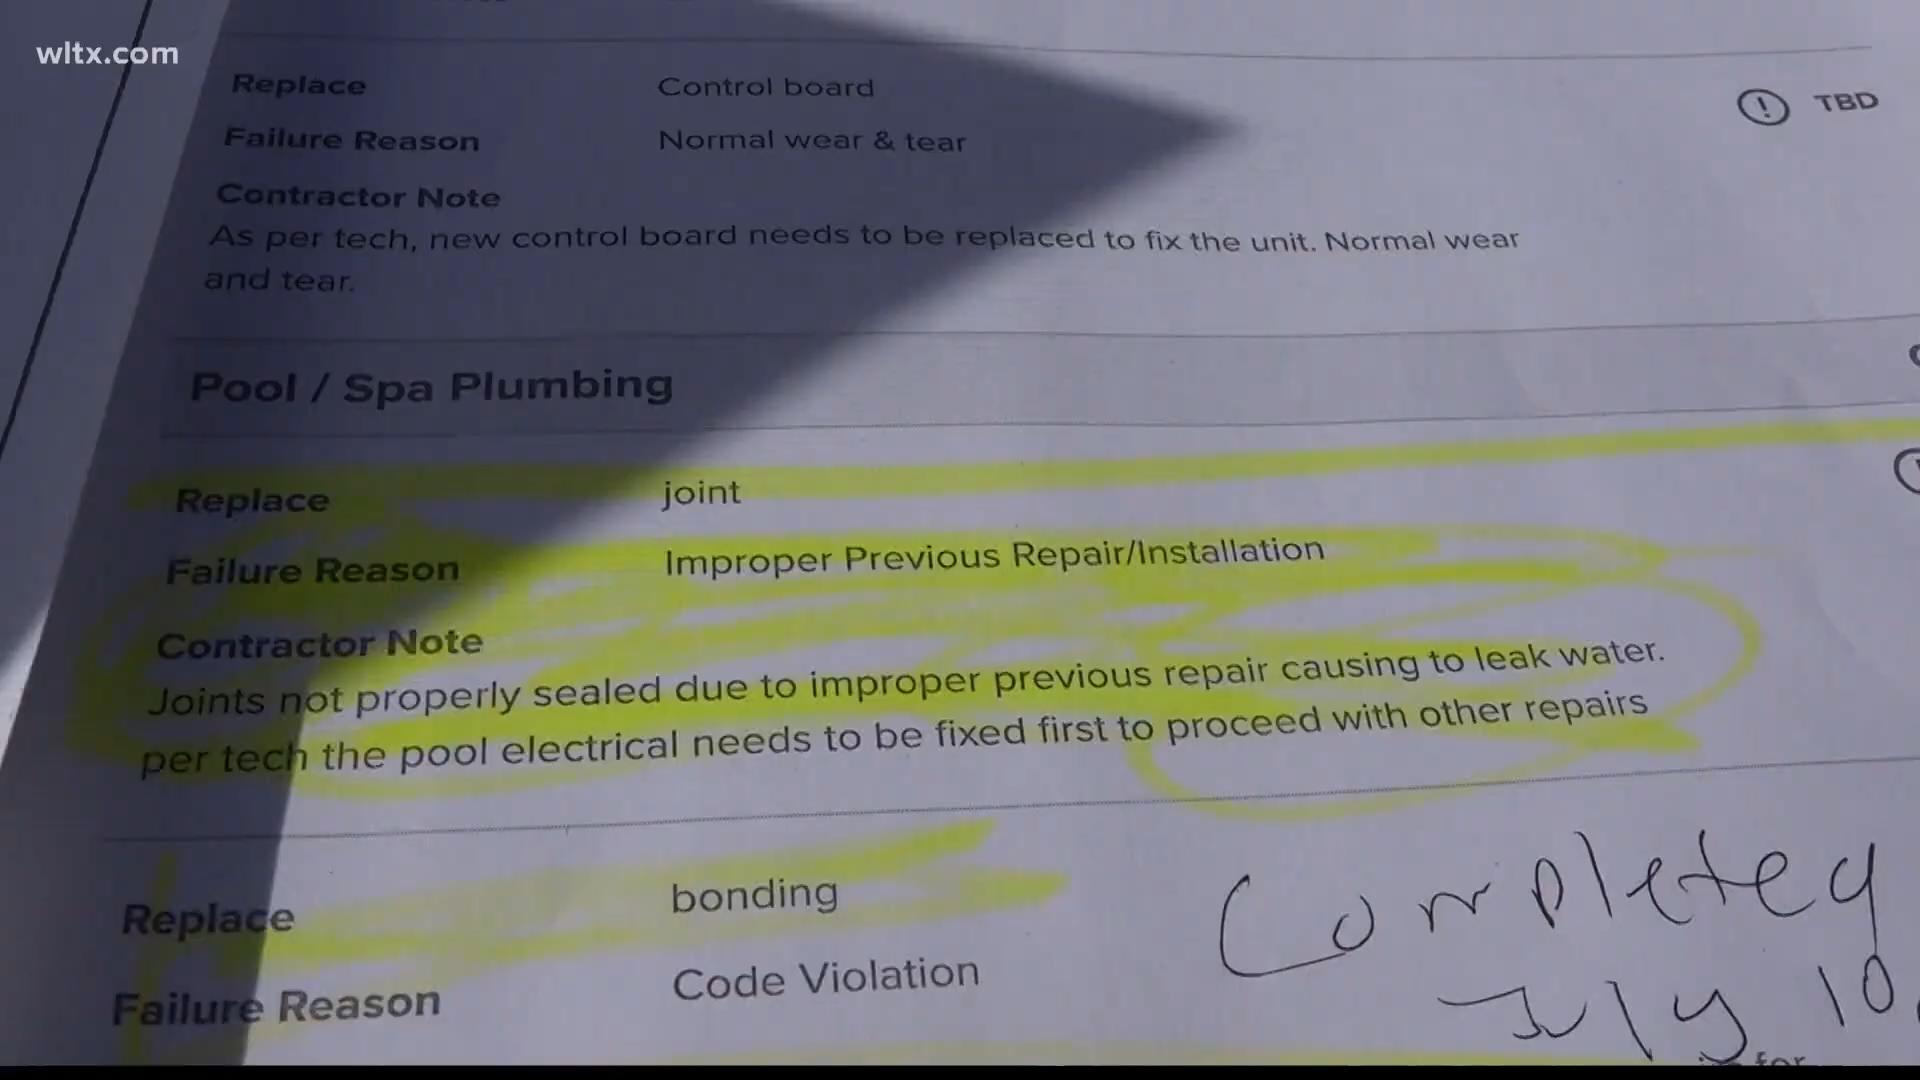 wltx.com
Replace Control board
TBD
Failure Reason Normal wear & tear
Contractor Note
As per tech, new control board needs to be replaced to fix the unit. Normal wear
and tear.
Pool / Spa Plumbing
Replace joint
Failure Reason Improper Previous Repair/Installation
Contractor Note
Joints not properly sealed due to improper previous repair causing to leak water.
per tech the pool electrical needs to be fixed first to proceed with other repairs
Replace bonding
Completed
Failure Reason Code Violation
July 10
for